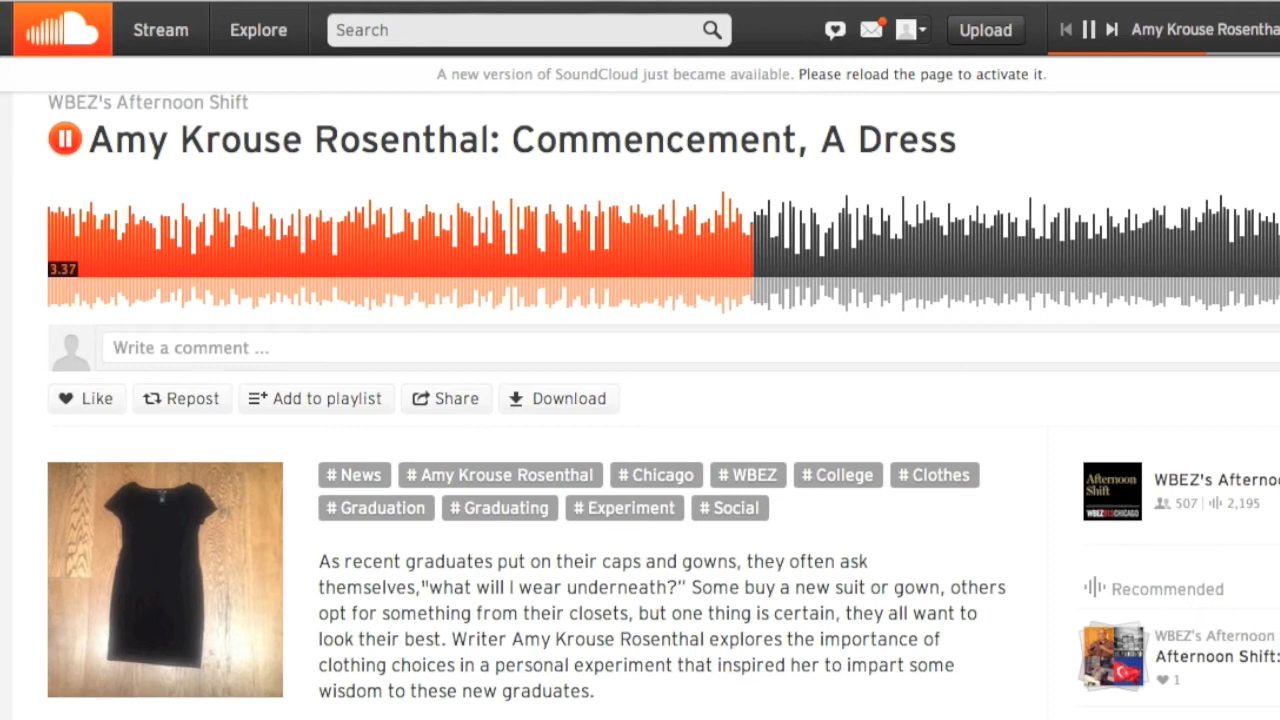 Stream Explore Search Upload Amy Krouse Rosentha
A new version of SoundCloud just became available. Please reload the page to activate it.
WBEZ's Afternoon Shift
Amy Krouse Rosenthal: Commencement, A Dress
3.37
Write a comment ...
Like Repost Add to playlist Share Download
# News # Amy Krouse Rosenthal # Chicago # WBEZ # College # Clothes
# Graduation # Graduating # Experiment # Social
As recent graduates put on their caps and gowns, they often ask
themselves,"what will I wear underneath?” Some buy a new suit or gown, others
opt for something from their closets, but one thing is certain, they all want to
look their best. Writer Amy Krouse Rosenthal explores the importance of
clothing choices in a personal experiment that inspired her to impart some
wisdom to these new graduates.
Afternoon
Shift
WBEZ91.5CHICAGO
WBEZ's Afterno
507 2,195
Recommended
WBEZ's Afternoon
Afternoon Shift:
1